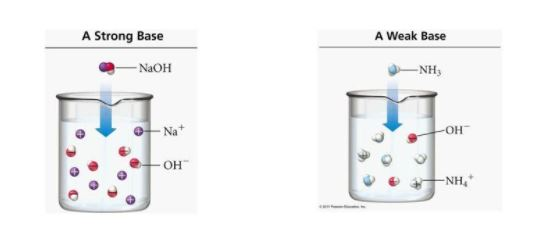 A Strong Base
NaOH
Na+
OH−
A Weak Base
NH3
OH−
NH4+